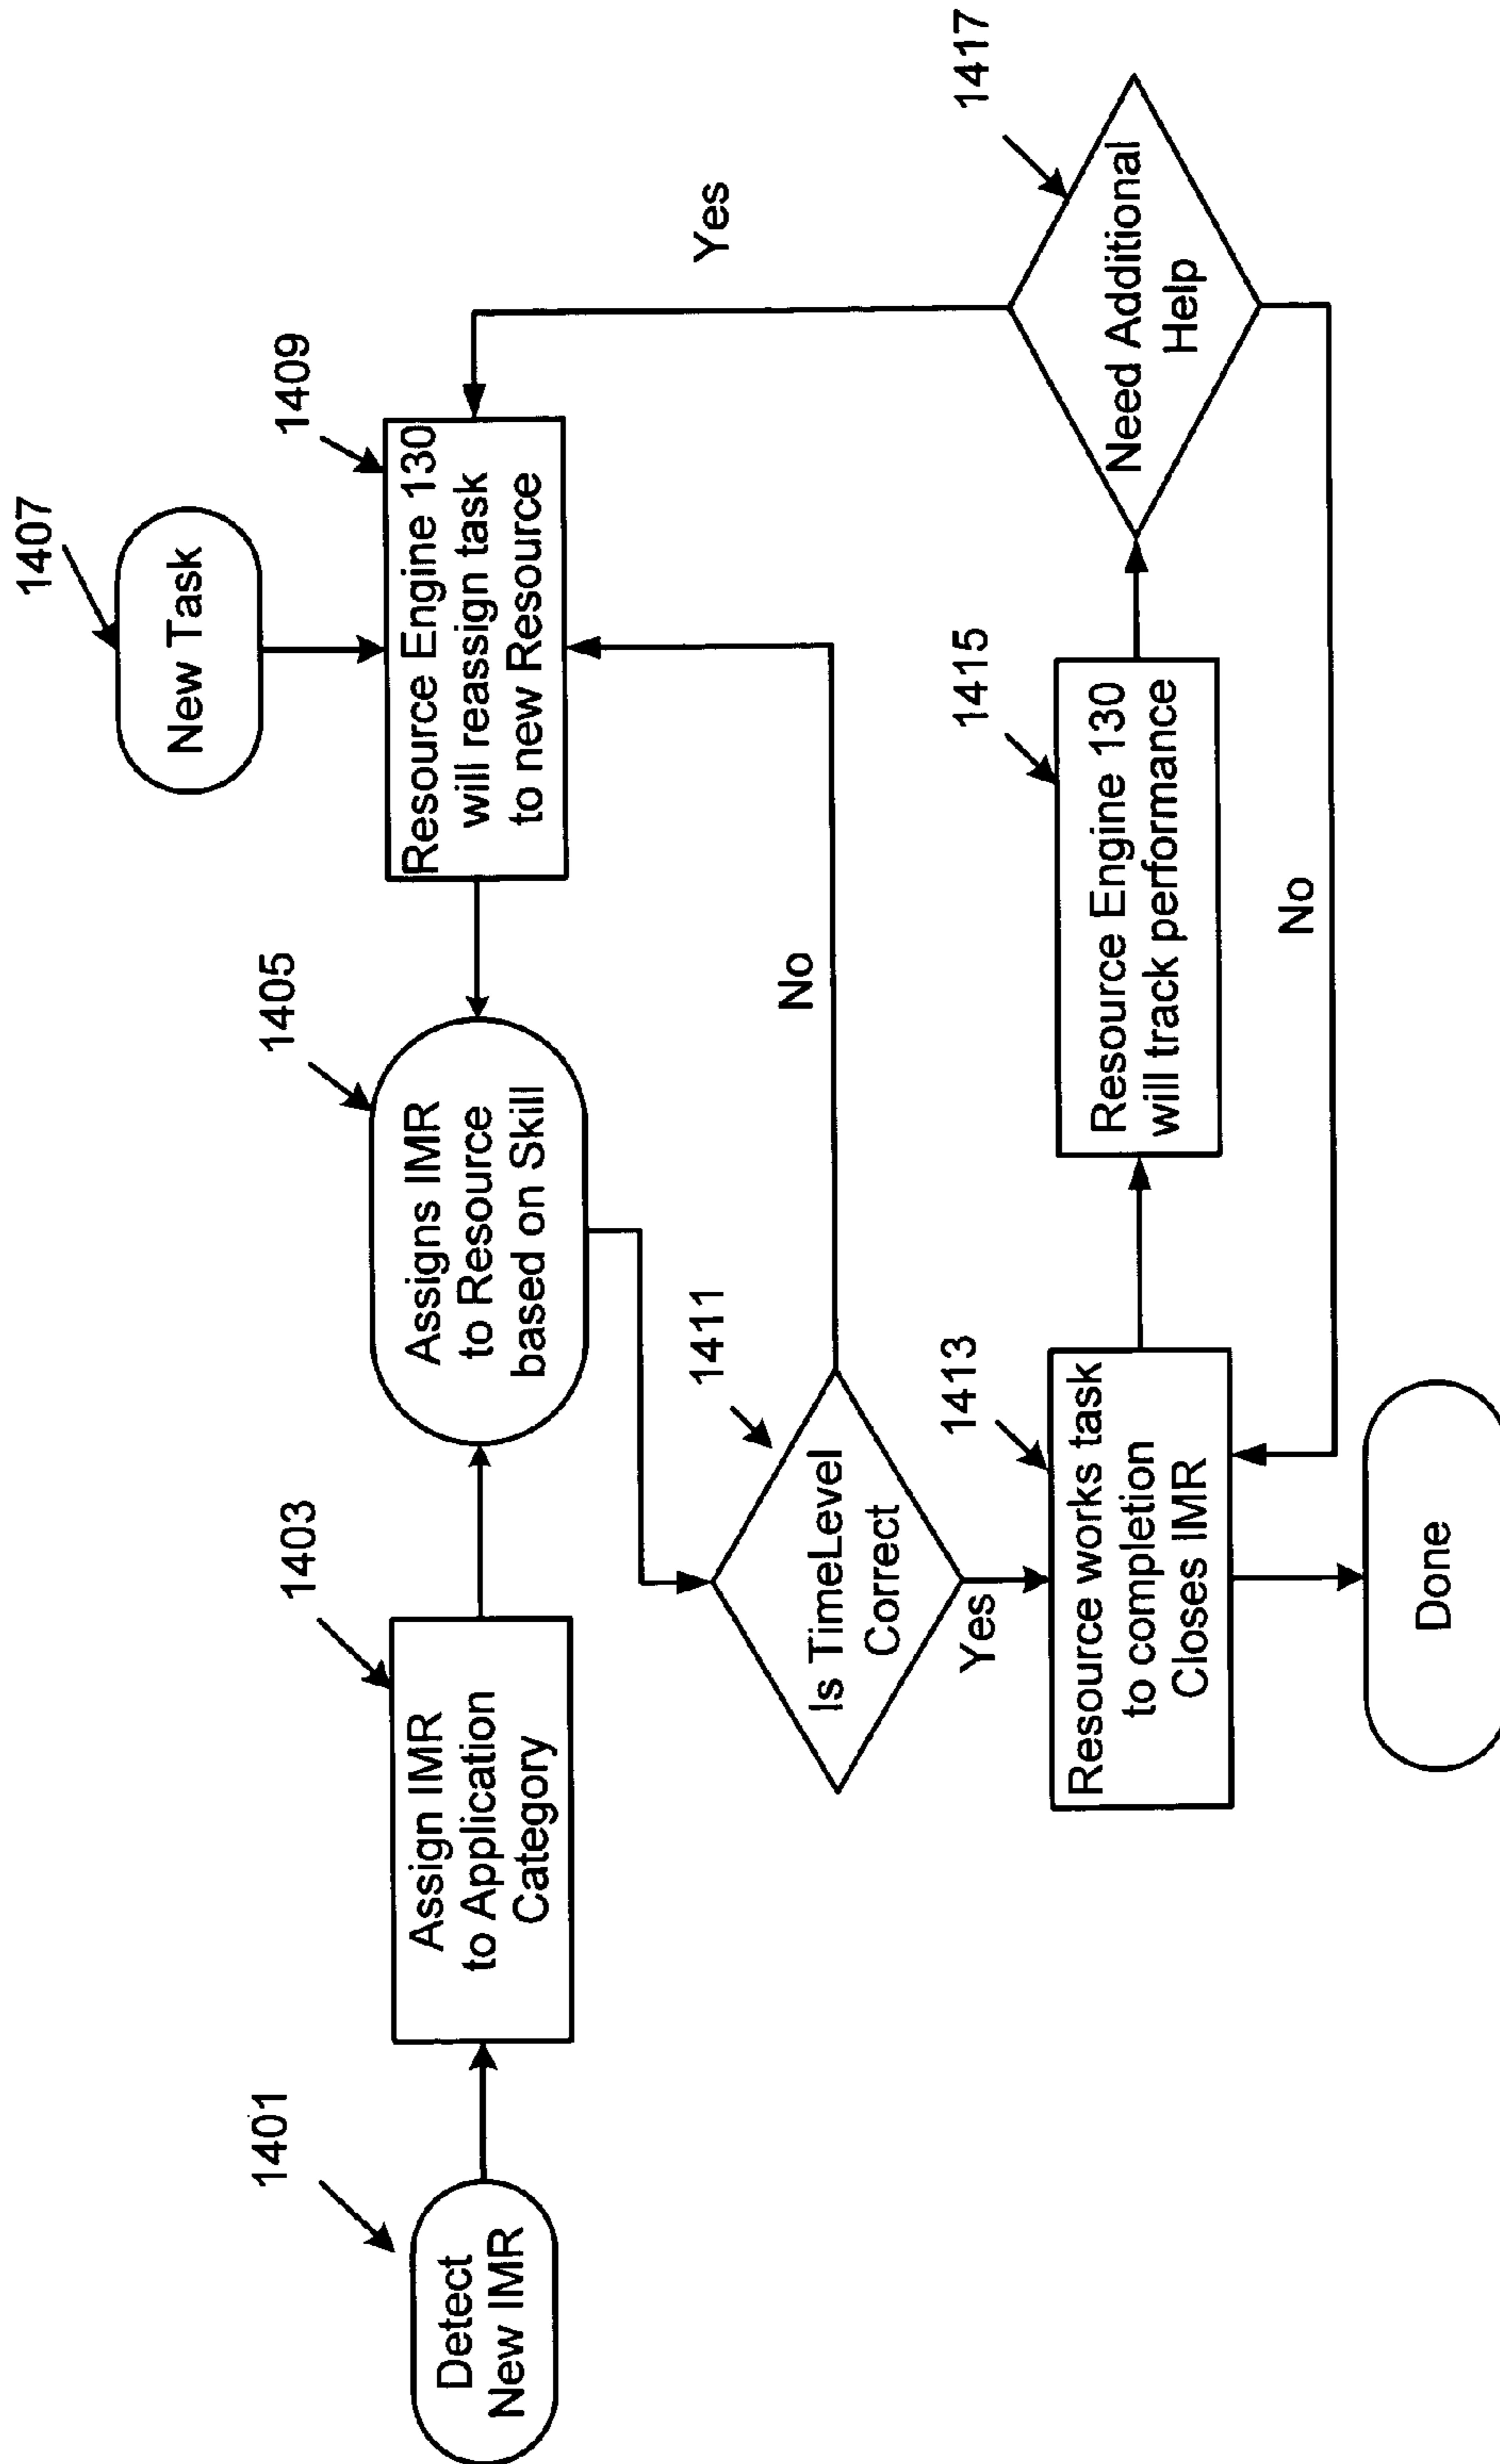 1401
Detect
New IMR
1403
Assign IMR
to Application
Category
1405
Assigns IMR
to Resource
based on Skill
1407
New Task
1409
Resource Engine 130
will reassign task
to new Resource
1411
Is TimeLevel
Correct
No
Yes
1413
Resource works task
to completion
Closes IMR
1415
Resource Engine 130
will track performance
1417
Need Additional
Help
Yes
No
Done